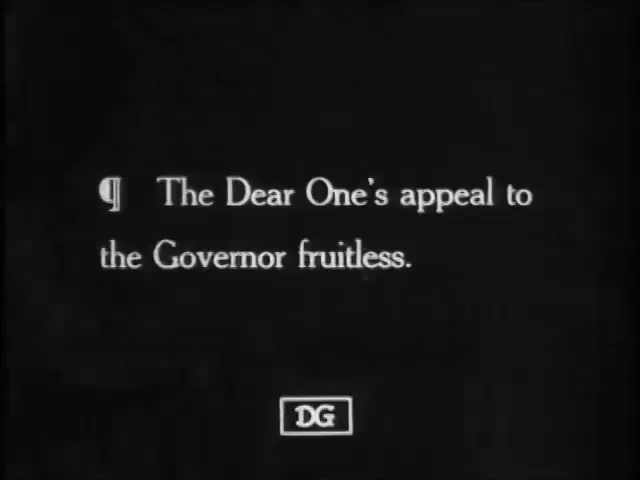 ¶ The Dear One's appeal to
the Governor fruitless.
DG